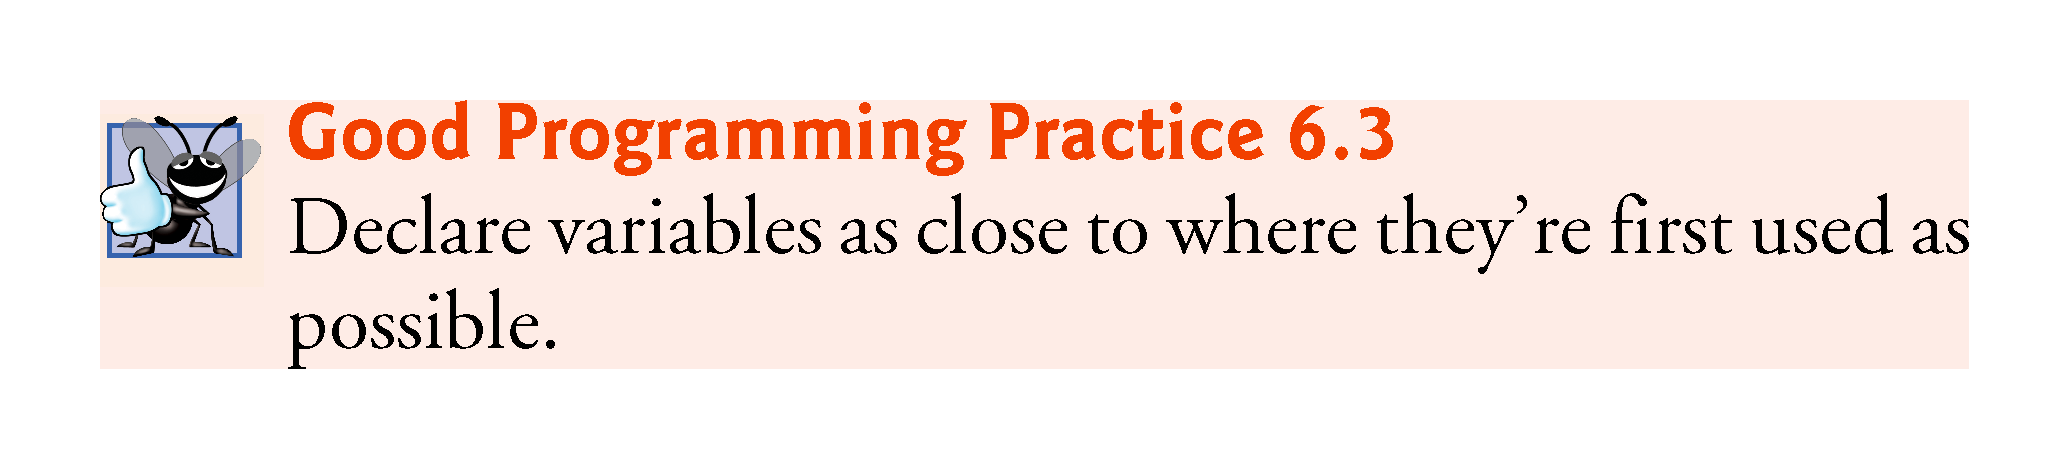 Good Programming Practice 6.3
Declare variables as close to where they’re first used as
possible.